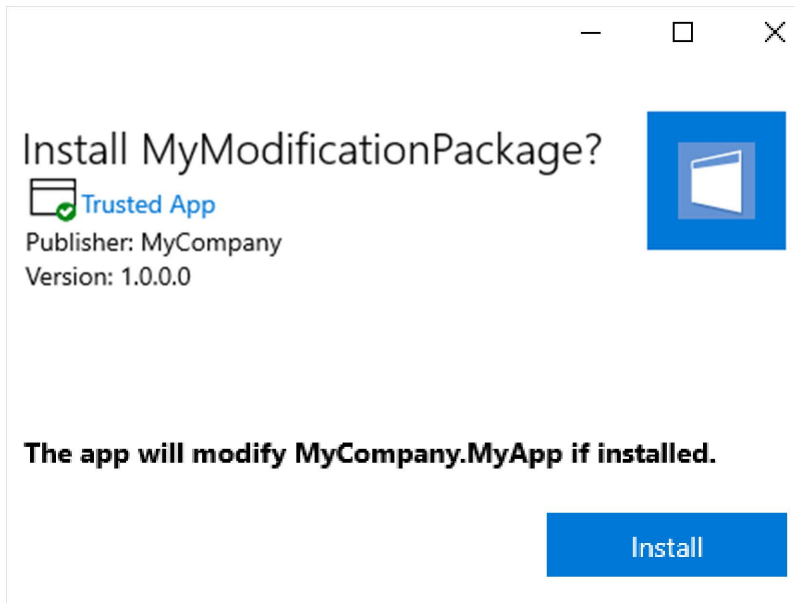 Install MyModificationPackage?
Trusted App
Publisher: MyCompany
Version: 1.0.0.0
The app will modify MyCompany.MyApp if installed.
Install